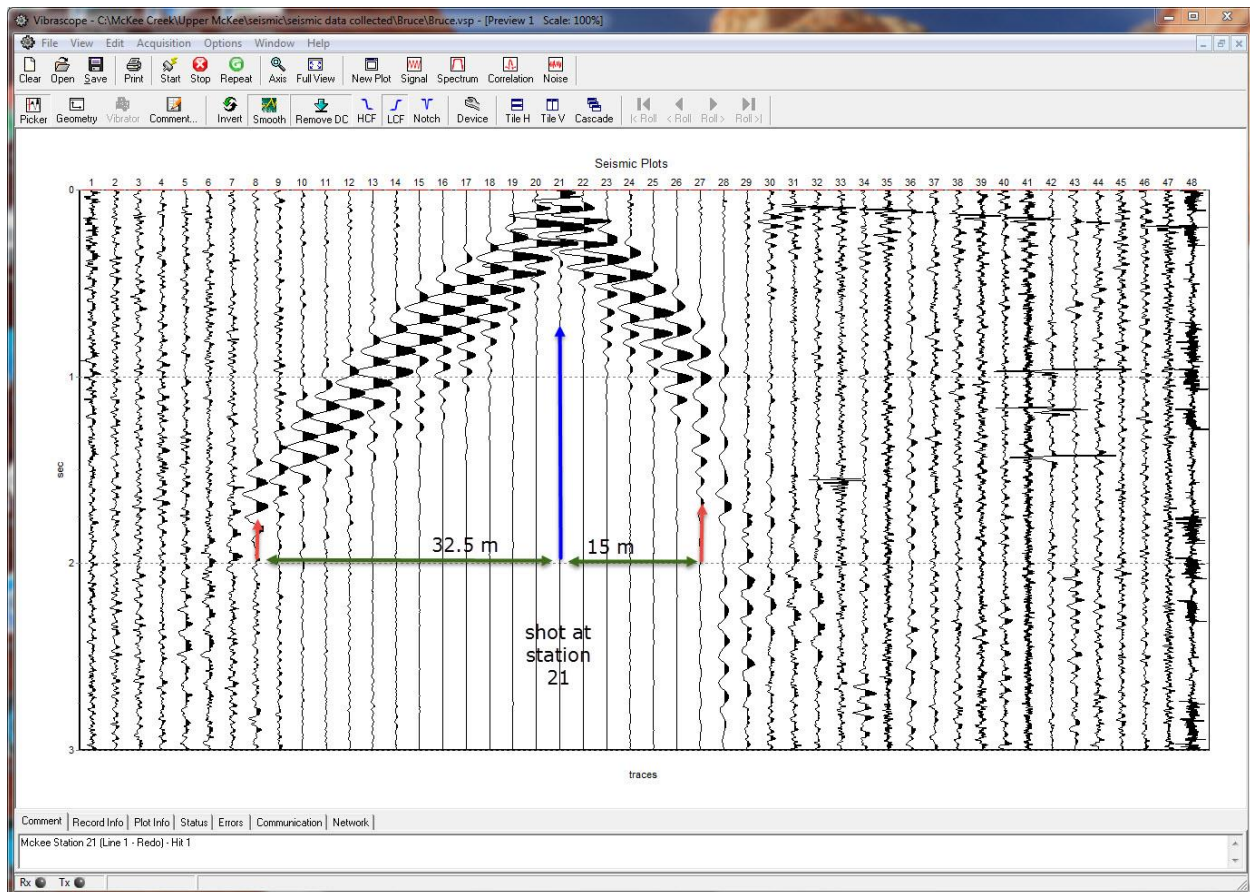 Vibrascope - C:\McKee Creek\Upper McKee\seismic\seismic data collected\Bruce\Bruce.vsp - [Preview 1 Scale: 100%]
File View Edit Acquisition Options Window Help
Clear Open Save Print Start Stop Repeat Axis Full View New Plot Signal Spectrum Correlation Noise
Picker Geometry Vibrator Comment... Invert Smooth Remove DC HCF LCF Notch Device Tile H Tile V Cascade |< Roll < Roll Roll > Roll >|
Seismic Plots
1 2 3 4 5 6 7 8 9 10 11 12 13 14 15 16 17 18 19 20 21 22 23 24 25 26 27 28 29 30 31 32 33 34 35 36 37 38 39 40 41 42 43 44 45 46 47 48
0
1
sec
32.5 m 15 m
2
shot at
station
21
3
traces
Comment Record Info Plot Info Status Errors Communication Network
Mckee Station 21 (Line 1 - Redo) - Hit 1
Rx Tx